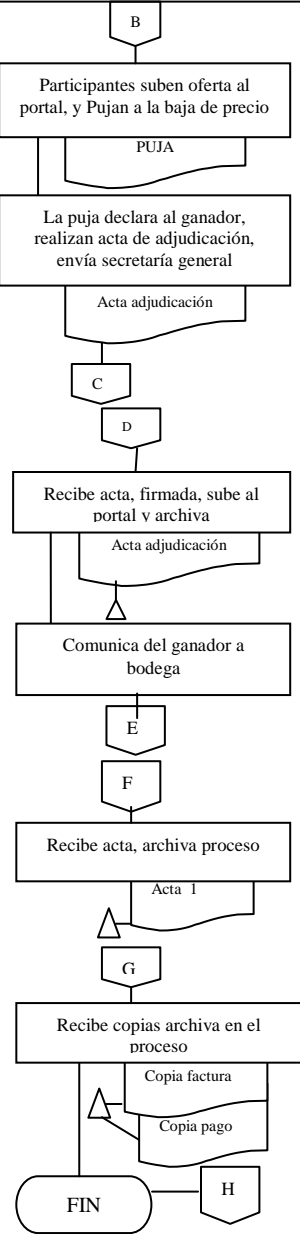 B
Participantes suben oferta al
portal, y Pujan a la baja de precio
PUJA
La puja declara al ganador,
realizan acta de adjudicación,
envía secretaría general
Acta adjudicación
C
D
Recibe acta, firmada, sube al
portal y archiva
Acta adjudicación
Comunica del ganador a
bodega
E
F
Recibe acta, archiva proceso
Acta 1
G
Recibe copias archiva en el
proceso
Copia factura
Copia pago
FIN
H